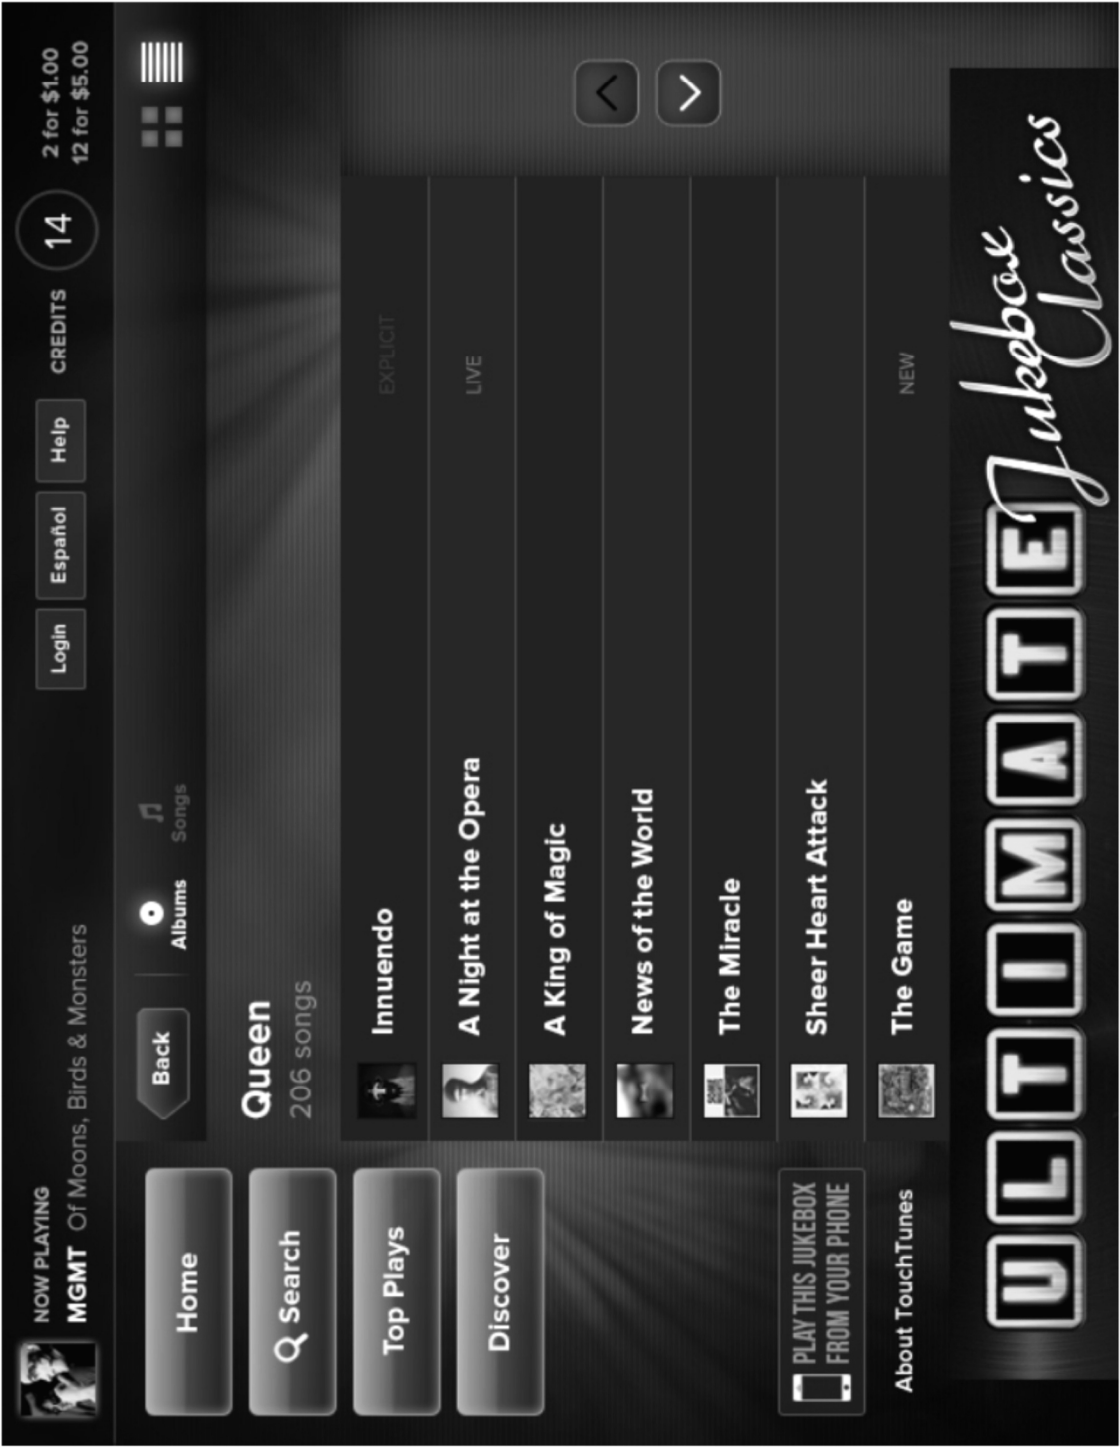 NOW PLAYING
MGMT Of Moons, Birds & Monsters
Login
Español
Help
CREDITS
14
2 for $1.00
12 for $5.00
Home
Search
Top Plays
Discover
PLAY THIS JUKEBOX
FROM YOUR PHONE
About TouchTunes
Back
Albums
Songs
Queen
206 songs
Innuendo
EXPLICIT
A Night at the Opera
LIVE
A King of Magic
News of the World
The Miracle
Sheer Heart Attack
The Game
NEW
ULTIMATE Jukebox
Classics